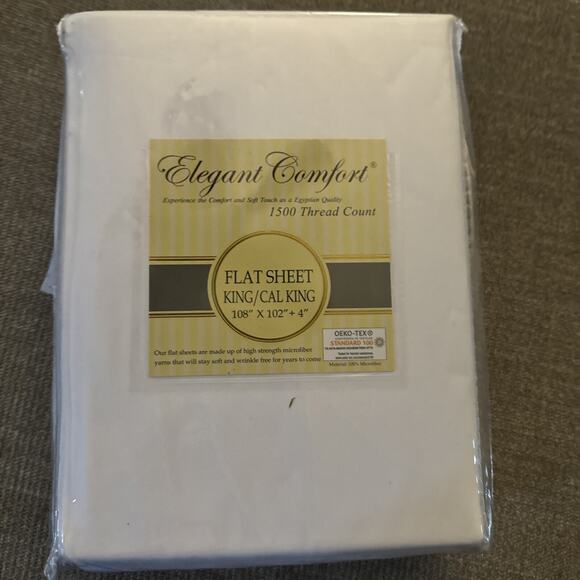 Elegant Comfort®
Experience the Comfort and Soft Touch as a Egyptian Quality
1500 Thread Count
FLAT SHEET
KING/CAL KING
108" X 102"+ 4"
OEKO-TEX®
STANDARD 100
Our flat sheets are made up of high strength microfiber
yarns that will stay soft and wrinkle free for years to come
Material: 100% Microfiber